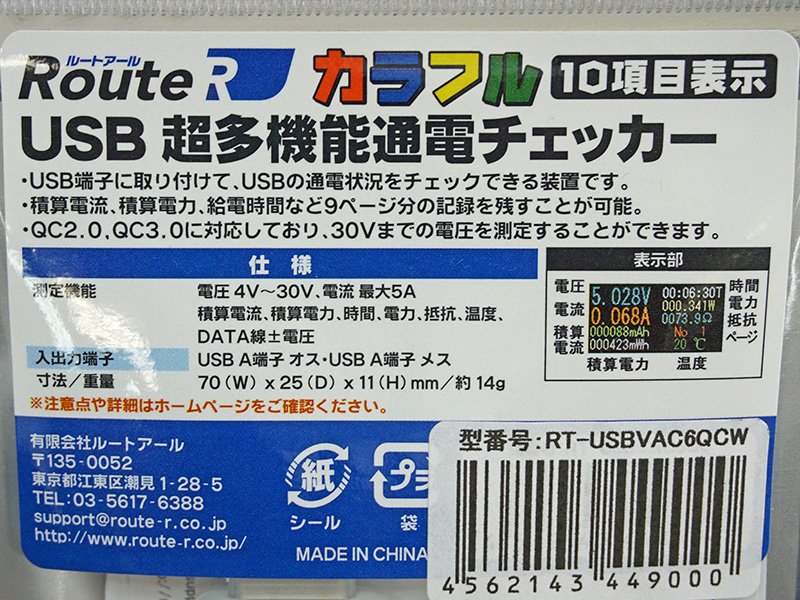 ルートアール
Route R カラフル 10項目表示
USB 超多機能通電チェッカー
・USB端子に取り付けて、USBの通電状況をチェックできる装置です。
・積算電流、積算電力、給電時間など9ページ分の記録を残すことが可能。
・QC2.0,QC3.0に対応しており、30Vまでの電圧を測定することができます。
仕様
測定機能 電圧 4V～30V、電流 最大5A
積算電流、積算電力、時間、電力、抵抗、温度、
DATA線±電圧
入出力端子 USB A端子 オス・USB A端子 メス
寸法／重量 70(W) x 25(D) x 11(H)mm／約14g
※注意点や詳細はホームページをご確認ください。
表示部
電圧 5.028V 00:06:30T 時間
電流 0.068A 000.341W 電力
0073.9Ω 抵抗
積算 000088mAh No 1 ページ
電流 000423mWh 20℃
積算電力 温度
有限会社ルートアール
〒135-0052
東京都江東区潮見1-28-5
TEL:03-5617-6388
support@route-r.co.jp
http://www.route-r.co.jp/
紙
シール
プラ
袋
MADE IN CHINA
型番号:RT-USBVAC6QCW
4562143449000